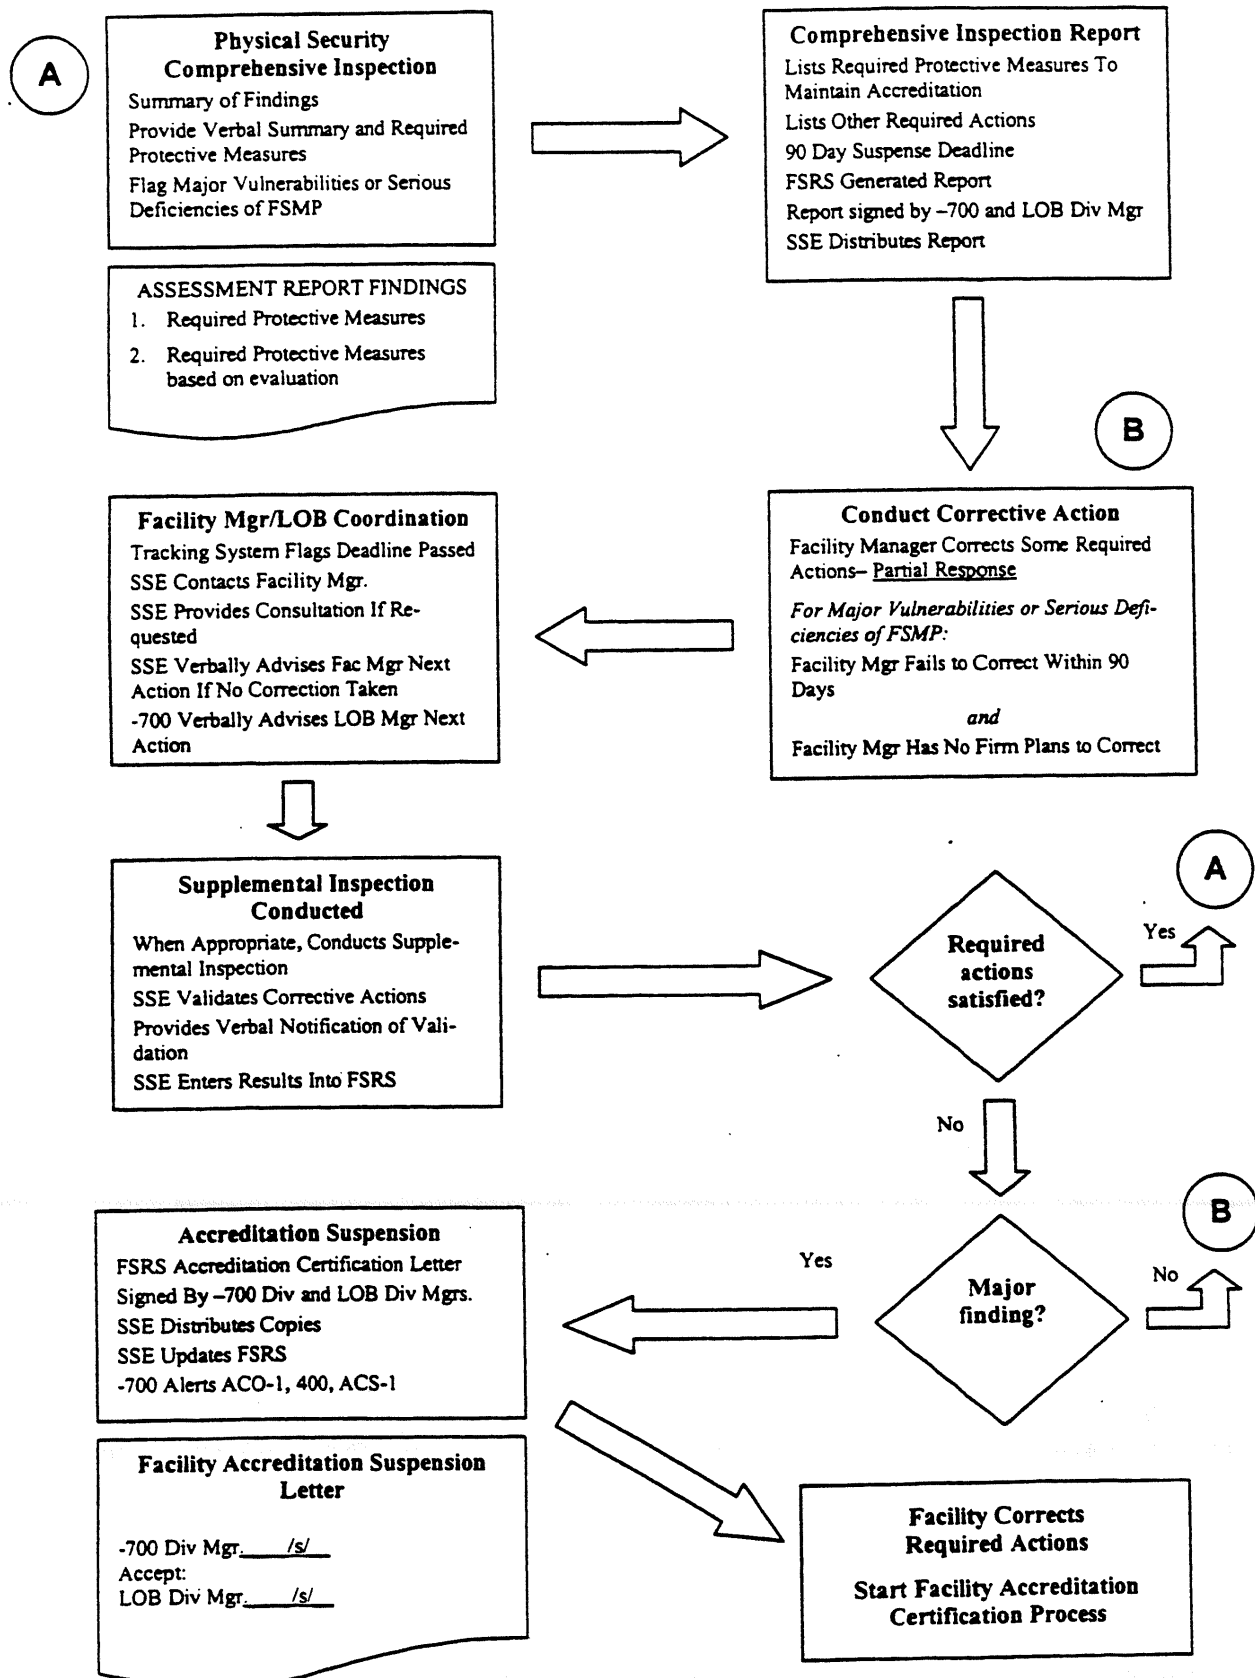 A
Physical Security
Comprehensive Inspection
Summary of Findings
Provide Verbal Summary and Required
Protective Measures
Flag Major Vulnerabilities or Serious
Deficiencies of FSMP
Comprehensive Inspection Report
Lists Required Protective Measures To
Maintain Accreditation
Lists Other Required Actions
90 Day Suspense Deadline
FSRS Generated Report
Report signed by –700 and LOB Div Mgr
SSE Distributes Report
ASSESSMENT REPORT FINDINGS
1. Required Protective Measures
2. Required Protective Measures
based on evaluation
B
Conduct Corrective Action
Facility Manager Corrects Some Required
Actions– Partial Response
For Major Vulnerabilities or Serious Defi-
ciencies of FSMP:
Facility Mgr Fails to Correct Within 90
Days
and
Facility Mgr Has No Firm Plans to Correct
Facility Mgr/LOB Coordination
Tracking System Flags Deadline Passed
SSE Contacts Facility Mgr.
SSE Provides Consultation If Re-
quested
SSE Verbally Advises Fac Mgr Next
Action If No Correction Taken
-700 Verbally Advises LOB Mgr Next
Action
Supplemental Inspection
Conducted
When Appropriate, Conducts Supple-
mental Inspection
SSE Validates Corrective Actions
Provides Verbal Notification of Vali-
dation
SSE Enters Results Into FSRS
Required
actions
satisfied?
Yes
A
No
Major
finding?
No
B
Yes
Accreditation Suspension
FSRS Accreditation Certification Letter
Signed By –700 Div and LOB Div Mgrs.
SSE Distributes Copies
SSE Updates FSRS
-700 Alerts ACO-1, 400, ACS-1
Facility Accreditation Suspension
Letter
-700 Div Mgr. /s/
Accept:
LOB Div Mgr. /s/
Facility Corrects
Required Actions
Start Facility Accreditation
Certification Process